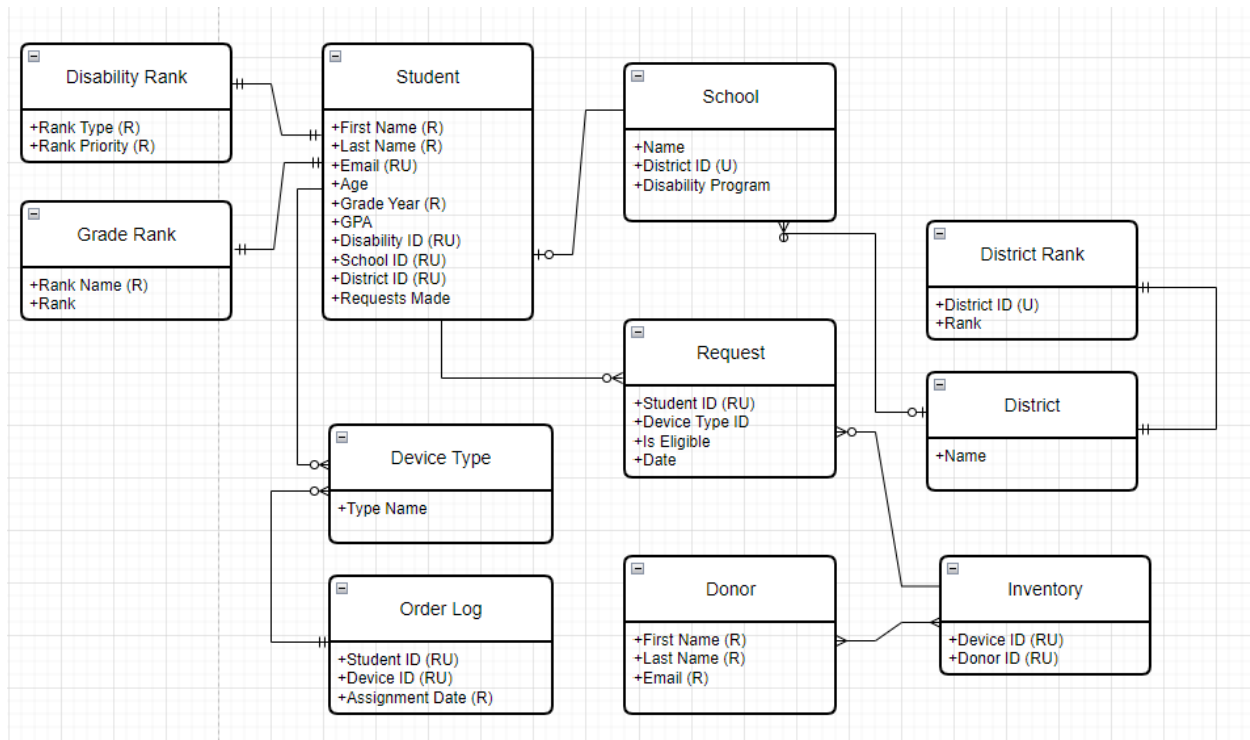 Disability Rank
+Rank Type (R)
+Rank Priority (R)
Grade Rank
+Rank Name (R)
+Rank
Student
+First Name (R)
+Last Name (R)
+Email (RU)
+Age
+Grade Year (R)
+GPA
+Disability ID (RU)
+School ID (RU)
+District ID (RU)
+Requests Made
School
+Name
+District ID (U)
+Disability Program
District Rank
+District ID (U)
+Rank
Request
+Student ID (RU)
+Device Type ID
+Is Eligible
+Date
District
+Name
Device Type
+Type Name
Order Log
+Student ID (RU)
+Device ID (RU)
+Assignment Date (R)
Donor
+First Name (R)
+Last Name (R)
+Email (R)
Inventory
+Device ID (RU)
+Donor ID (RU)